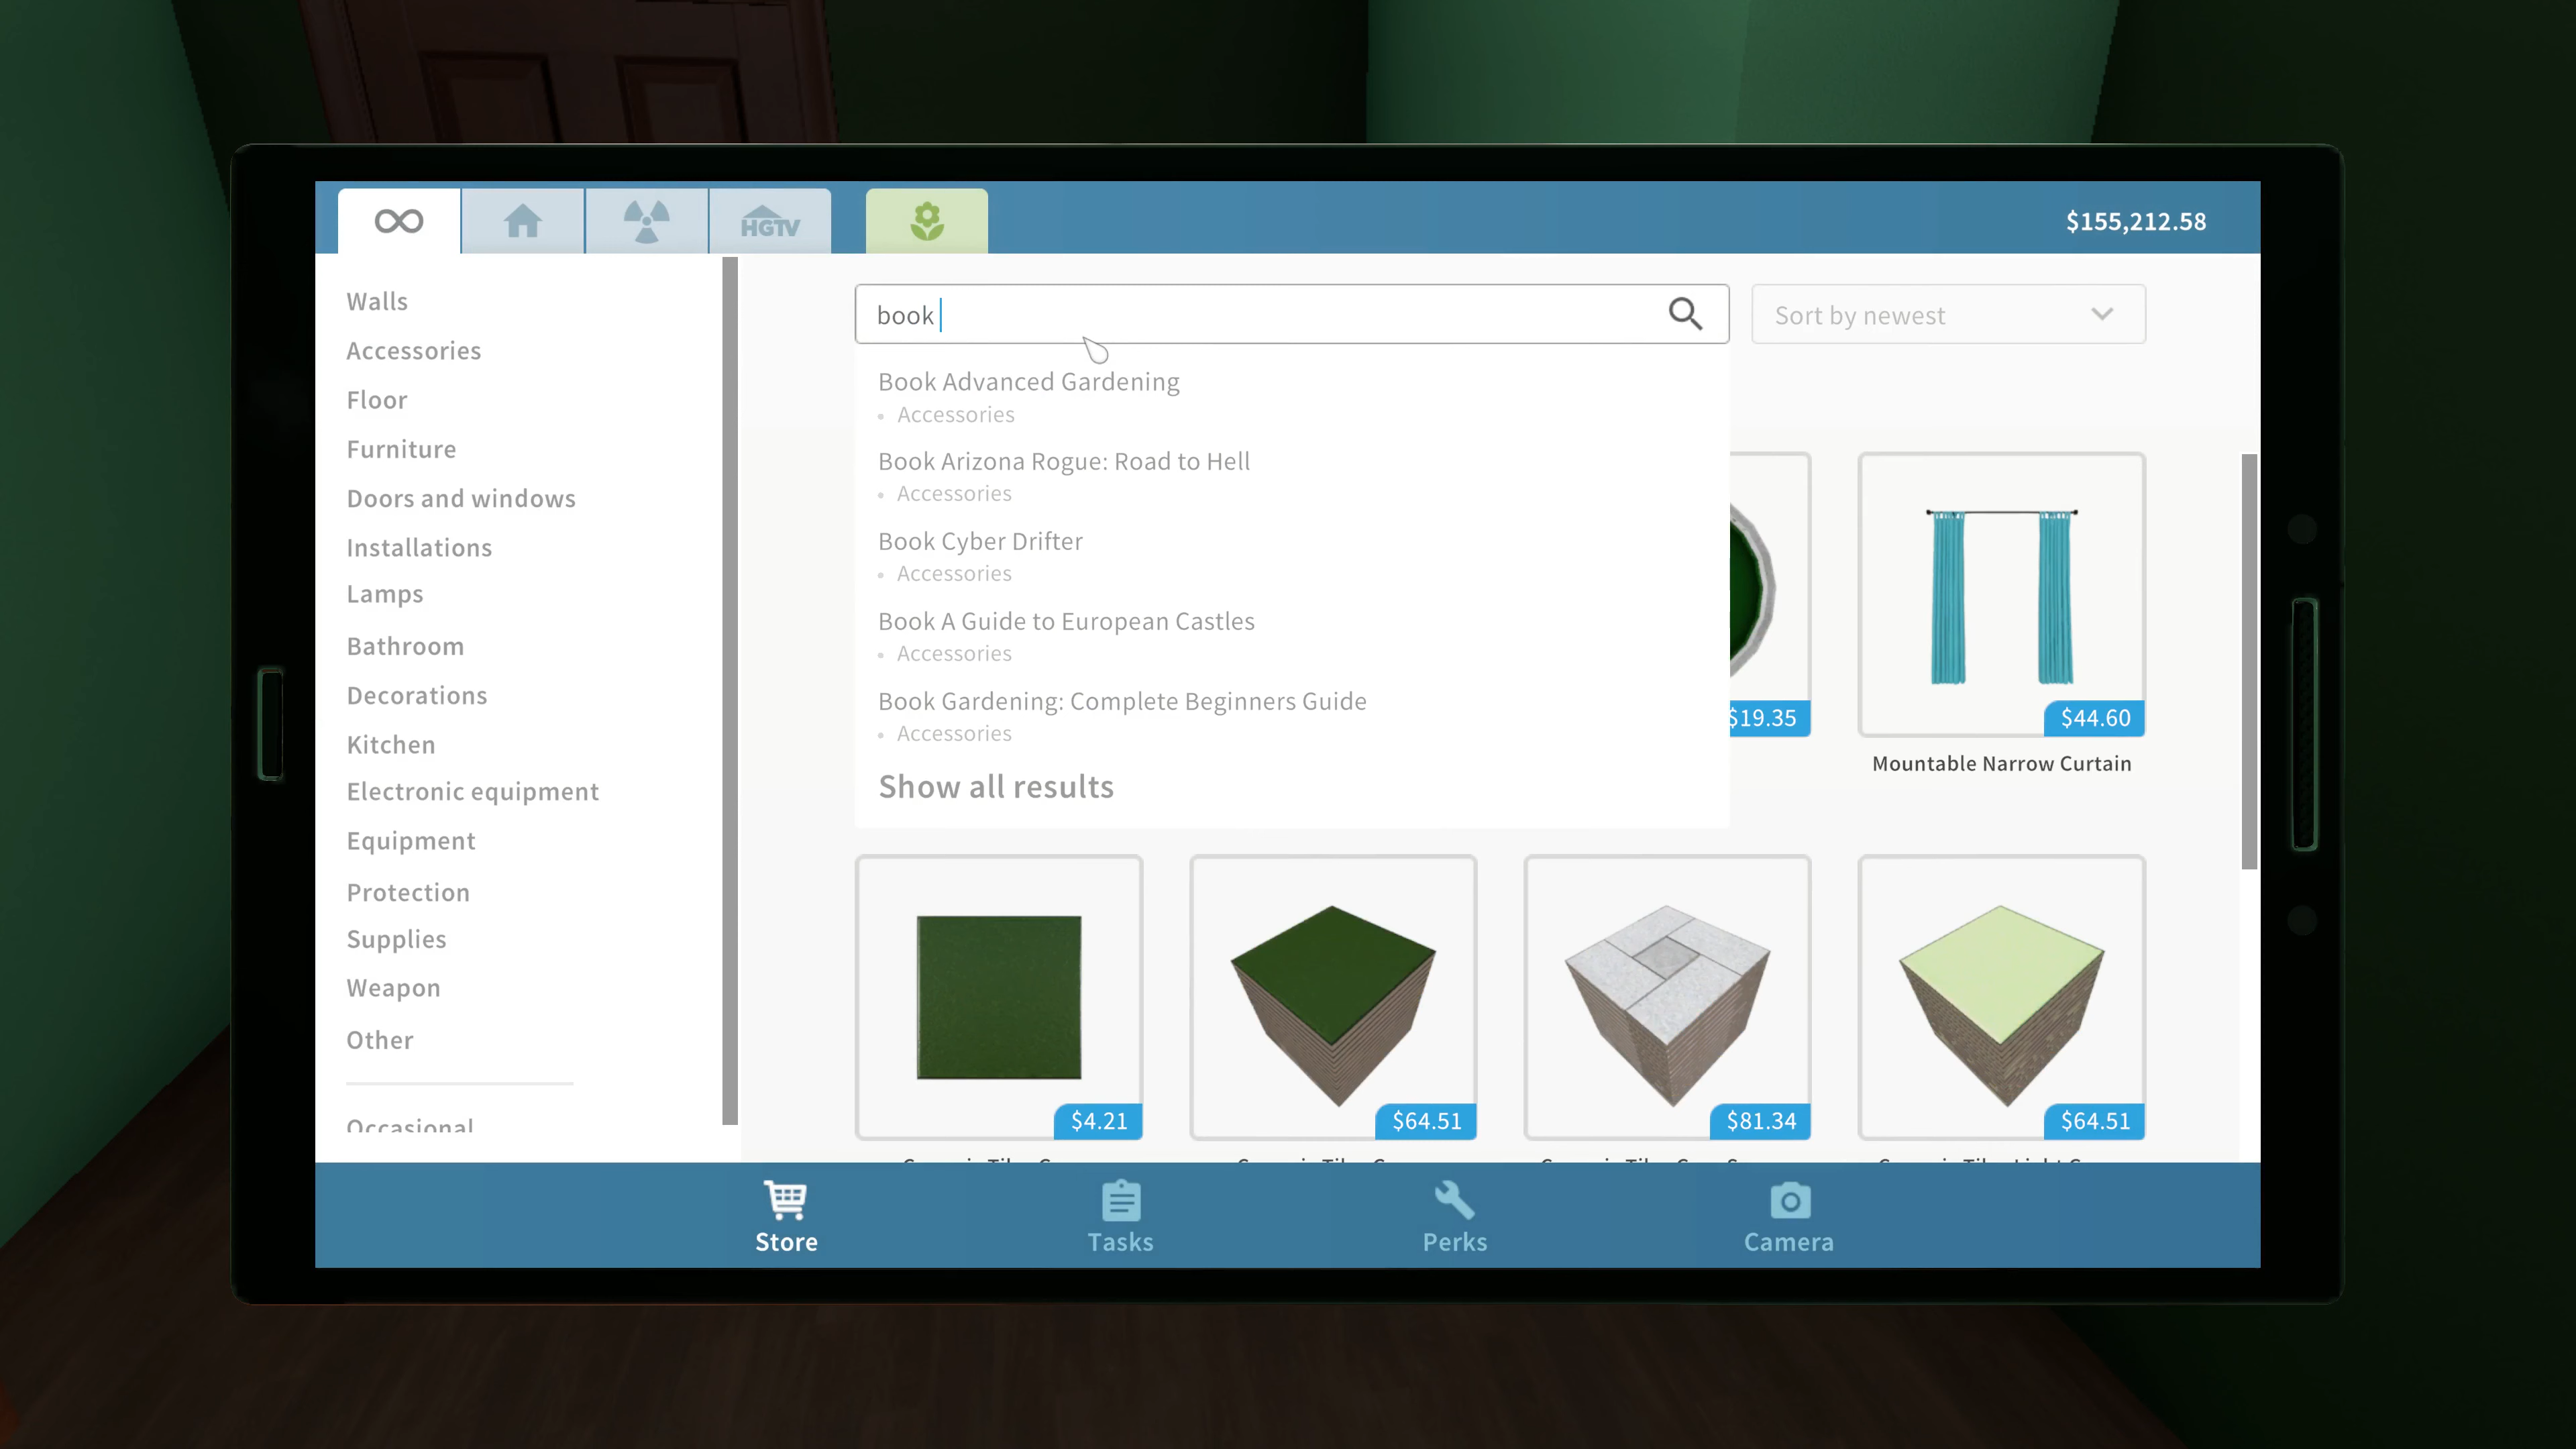 HGTV
$155,212.58
Walls
Accessories
Floor
Furniture
Doors and windows
Installations
Lamps
Bathroom
Decorations
Kitchen
Electronic equipment
Equipment
Protection
Supplies
Weapon
Other
Occasional
book
Sort by newest
Book Advanced Gardening
• Accessories
Book Arizona Rogue: Road to Hell
• Accessories
Book Cyber Drifter
• Accessories
Book A Guide to European Castles
• Accessories
Book Gardening: Complete Beginners Guide
• Accessories
Show all results
$19.35
$44.60
Mountable Narrow Curtain
$4.21
$64.51
$81.34
$64.51
Store
Tasks
Perks
Camera